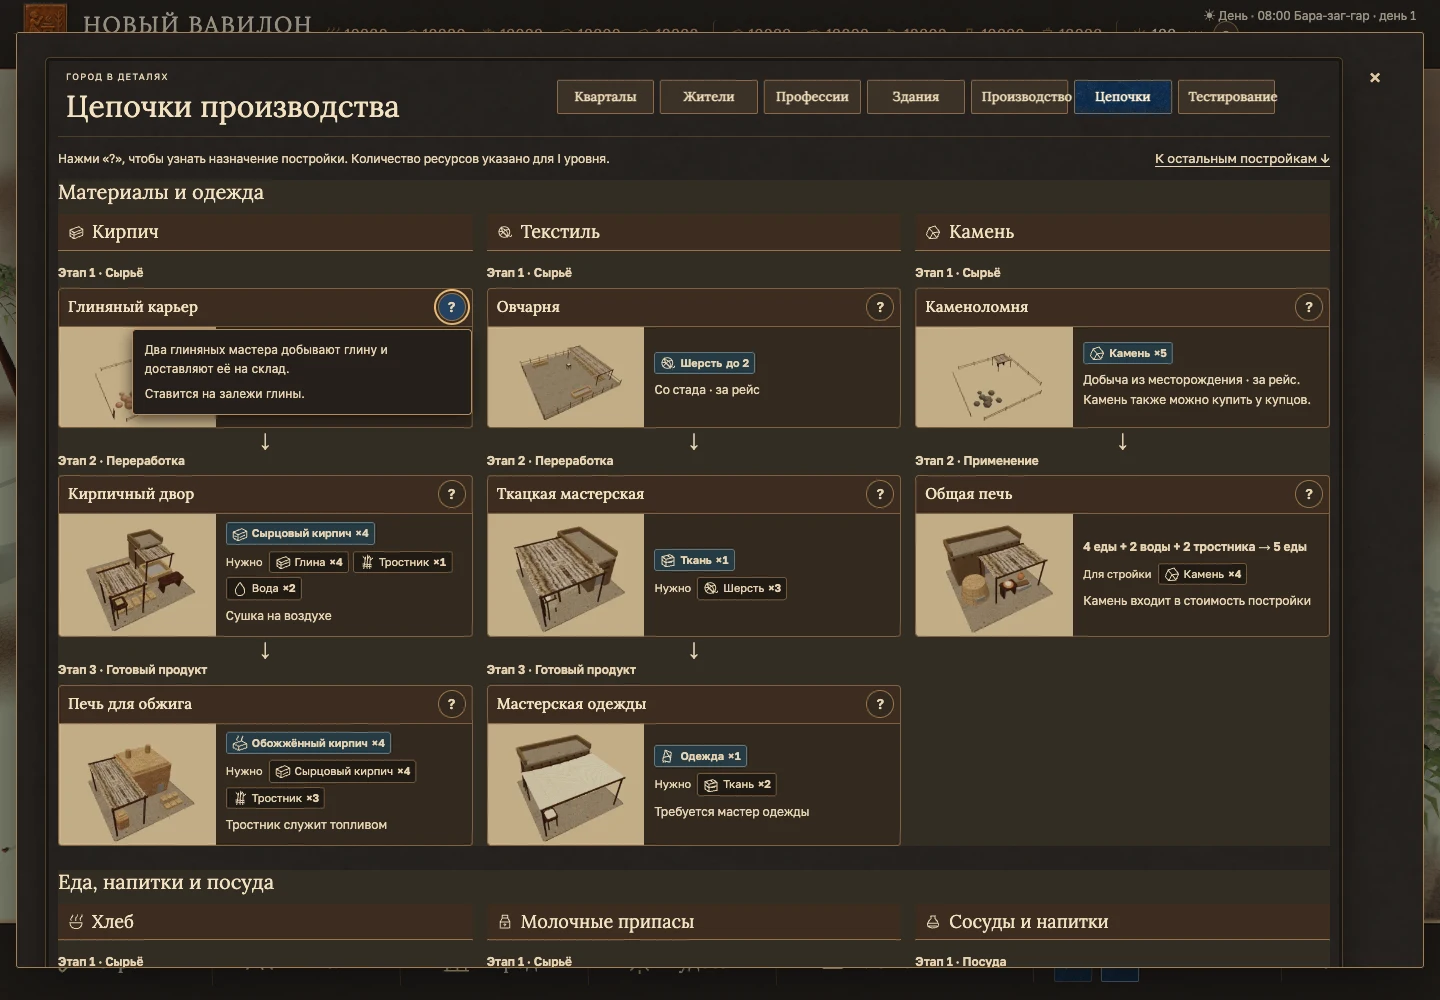 НОВЫЙ ВАВИЛОН
День · 08:00 Бара-заг-гар · день 1
ГОРОД В ДЕТАЛЯХ
Цепочки производства
Кварталы
Жители
Профессии
Здания
Производство
Цепочки
Тестирование
×
Нажми «?», чтобы узнать назначение постройки. Количество ресурсов указано для I уровня.
К остальным постройкам ↓
Материалы и одежда
Кирпич
Текстиль
Камень
Этап 1 · Сырьё
Этап 1 · Сырьё
Этап 1 · Сырьё
Глиняный карьер
?
Овчарня
?
Каменоломня
?
Два глиняных мастера добывают глину и
доставляют её на склад.
Ставится на залежи глины.
Шерсть до 2
Со стада · за рейс
Камень ×5
Добыча из месторождения · за рейс.
Камень также можно купить у купцов.
↓
↓
↓
Этап 2 · Переработка
Этап 2 · Переработка
Этап 2 · Применение
Кирпичный двор
?
Ткацкая мастерская
?
Общая печь
?
Сырцовый кирпич ×4
Нужно Глина ×4 Тростник ×1
Вода ×2
Сушка на воздухе
Ткань ×1
Нужно Шерсть ×3
4 еды + 2 воды + 2 тростника → 5 еды
Для стройки Камень ×4
Камень входит в стоимость постройки
↓
↓
Этап 3 · Готовый продукт
Этап 3 · Готовый продукт
Печь для обжига
?
Мастерская одежды
?
Обожжённый кирпич ×4
Нужно Сырцовый кирпич ×4
Тростник ×3
Тростник служит топливом
Одежда ×1
Нужно Ткань ×2
Требуется мастер одежды
Еда, напитки и посуда
Хлеб
Молочные припасы
Сосуды и напитки
Этап 1 · Сырьё
Этап 1 · Сырьё
Этап 1 · Посуда